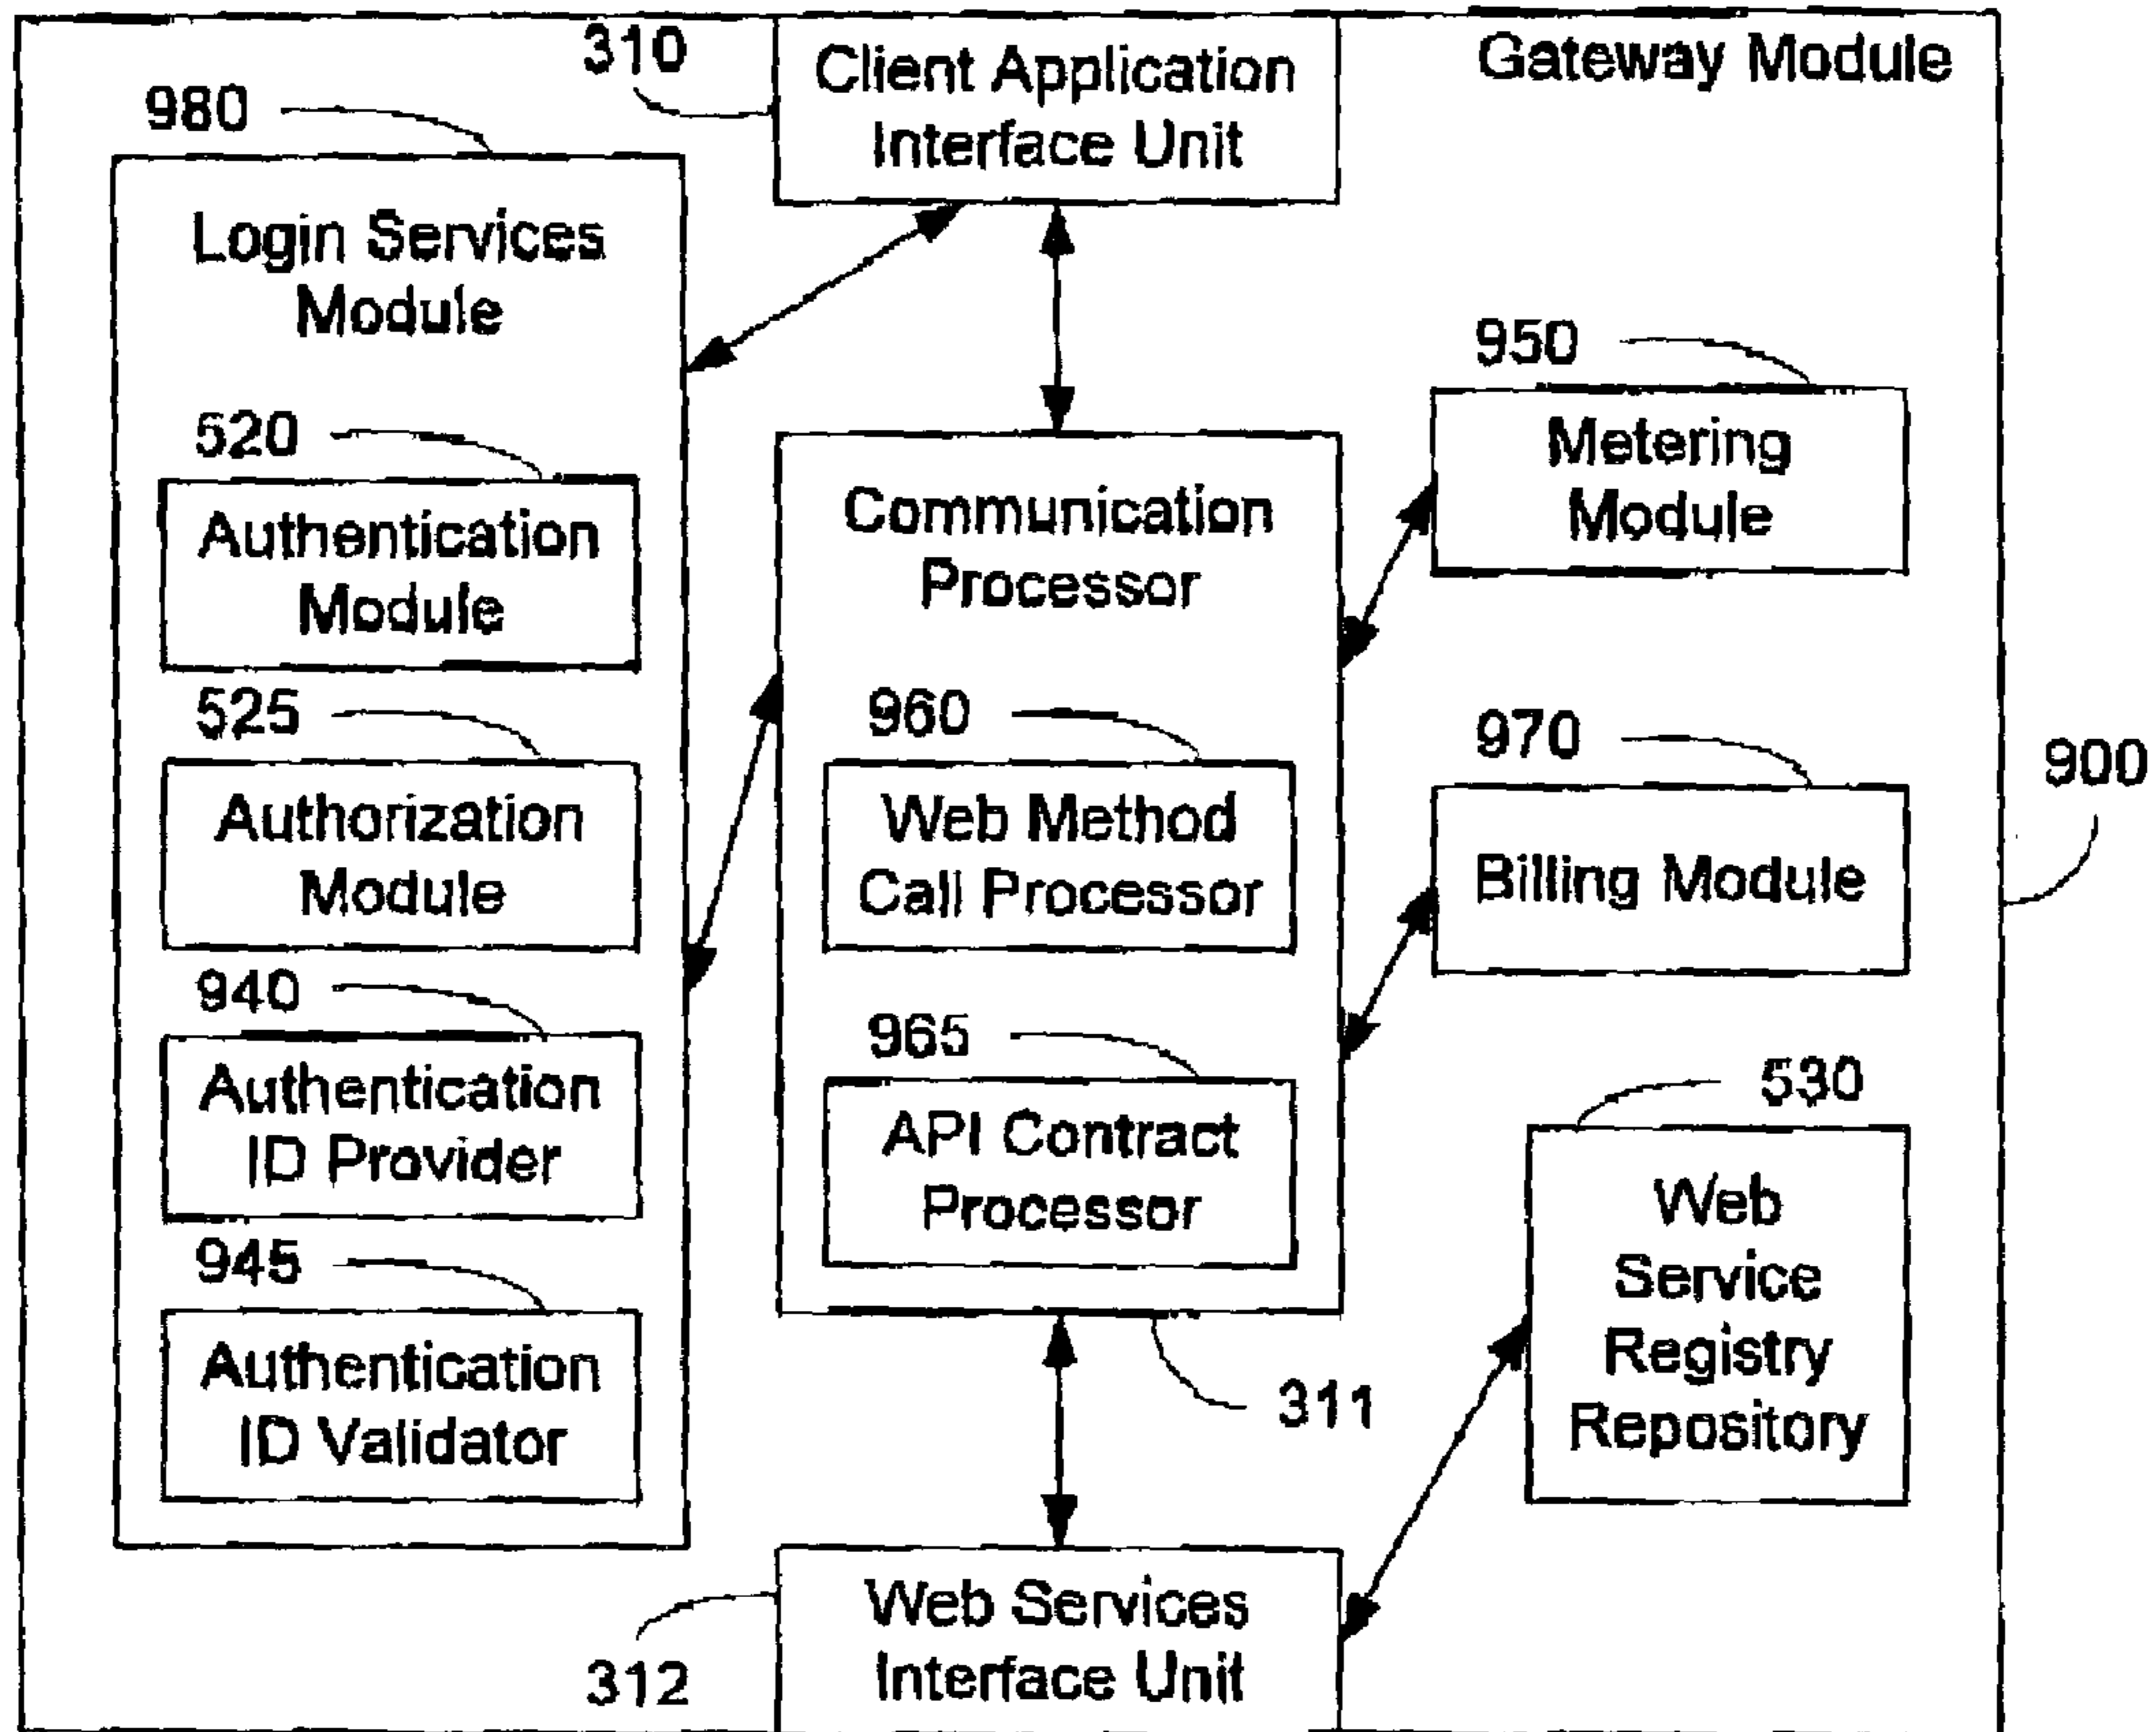 310
Client Application
Interface Unit
Gateway Module
980
Login Services
Module
520
Authentication
Module
525
Authorization
Module
940
Authentication
ID Provider
945
Authentication
ID Validator
Communication
Processor
960
Web Method
Call Processor
965
API Contract
Processor
311
950
Metering
Module
970
Billing Module
900
530
Web
Service
Registry
Repository
312
Web Services
Interface Unit